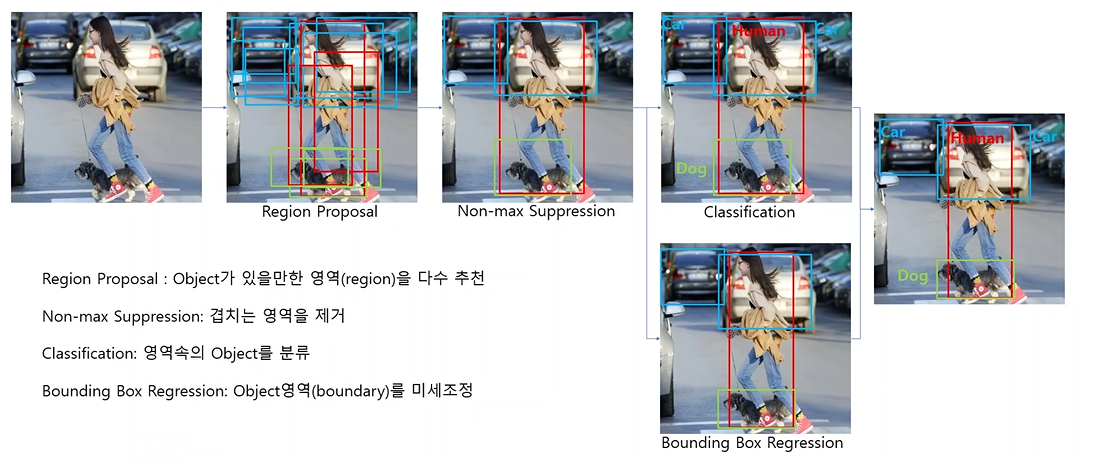 Car
Human
Car
Dog
Region Proposal
Non-max Suppression
Classification
Car
Human
Car
Dog
Region Proposal : Object가 있을만한 영역(region)을 다수 추천
Non-max Suppression: 겹치는 영역을 제거
Classification: 영역속의 Object를 분류
Bounding Box Regression: Object영역(boundary)를 미세조정
Bounding Box Regression